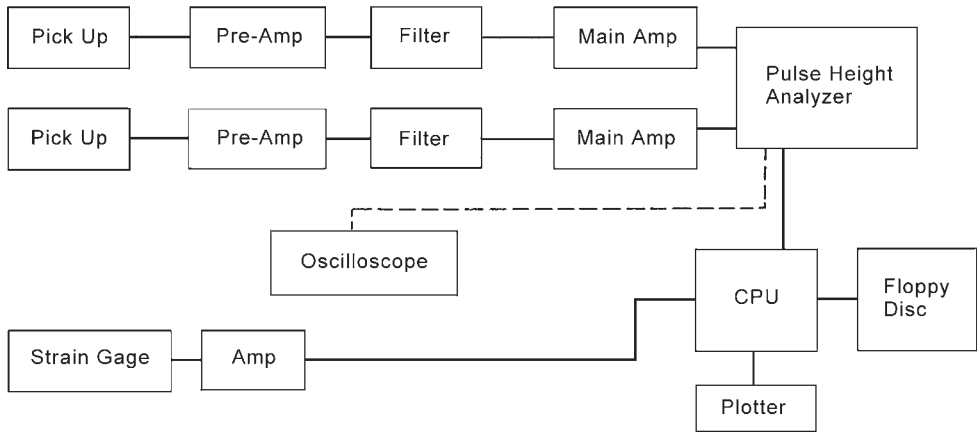 Pick Up
Pre-Amp
Filter
Main Amp
Pulse Height
Analyzer
Pick Up
Pre-Amp
Filter
Main Amp
Oscilloscope
CPU
Floppy
Disc
Strain Gage
Amp
Plotter